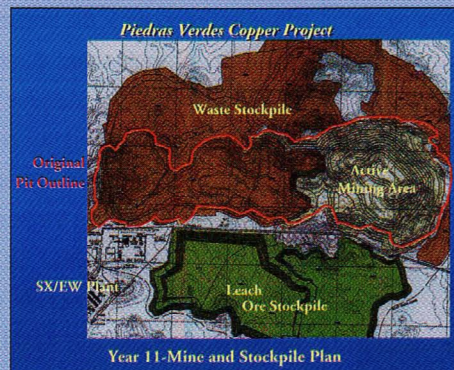 Piedras Verdes Copper Project
Waste Stockpile
Original
Pit Outline
Active
Mining Area
SX/EW Plant
Leach
Ore Stockpile
Year 11-Mine and Stockpile Plan